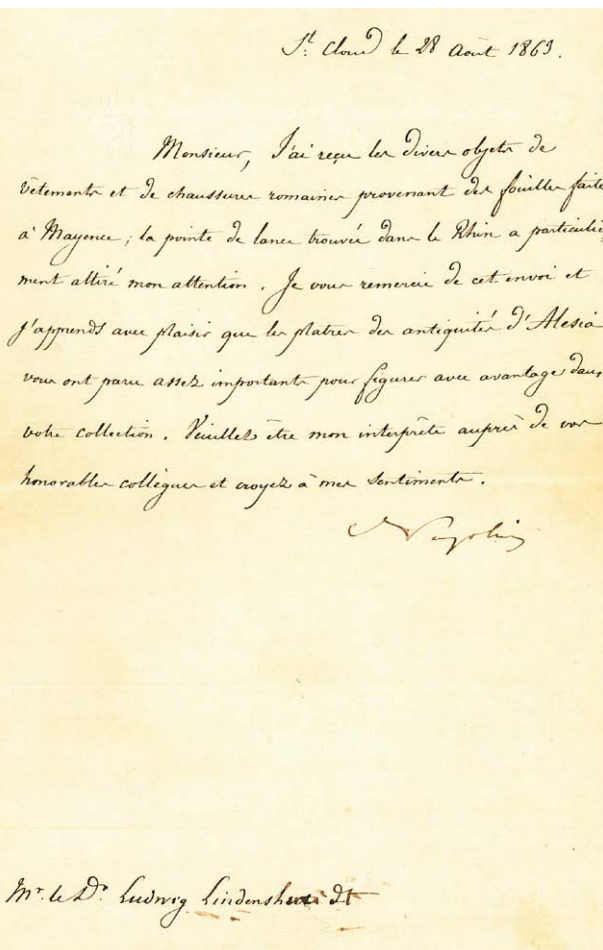 St. Cloud le 28 Août 1863.
Monsieur, J'ai reçu les divers objets de
vêtements et de chaussures romaines provenant des fouilles faite
à Mayence ; la pointe de lance trouvée dans le Rhin a particuliè
ment attiré mon attention. Je vous remercie de cet envoi et
j'apprends avec plaisir que les platres des antiquités d'Alesia
vous ont paru assez importants pour figurer avec avantage dans
votre collection. Veuillez être mon interprète auprès de vos
honorables collègues et croyez à mes sentiments.
Napoléon
Mr. le Dr. Ludwig Lindenschmidt